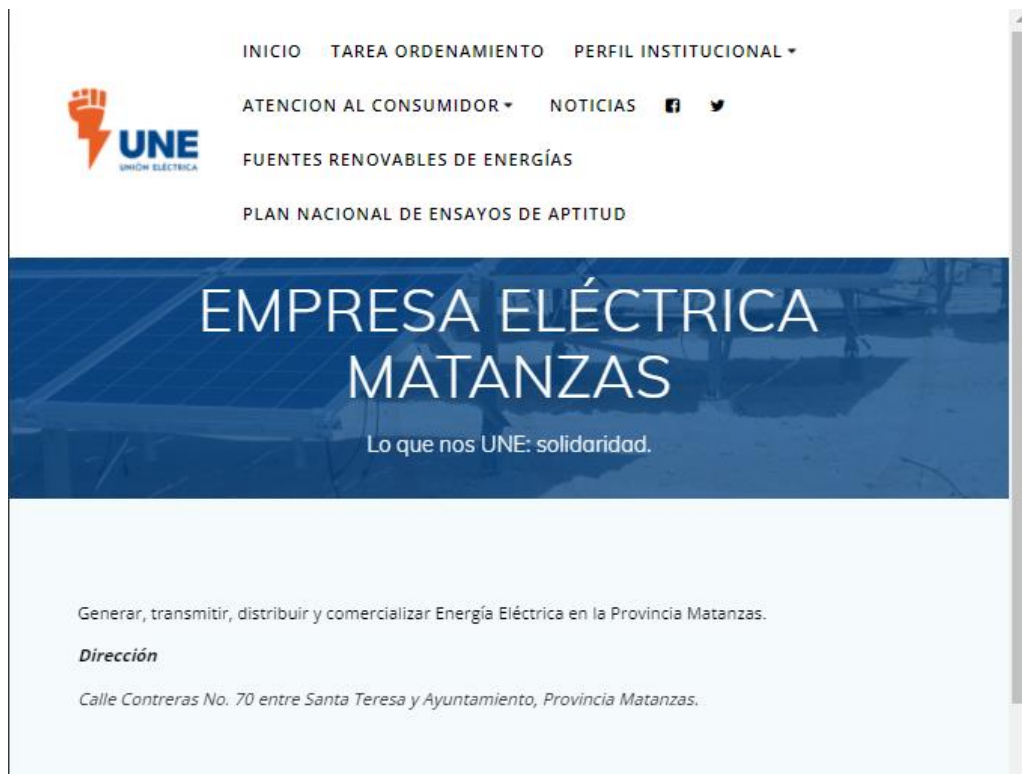 INICIO TAREA ORDENAMIENTO PERFIL INSTITUCIONAL
ATENCION AL CONSUMIDOR NOTICIAS
UNE
UNIÓN ELÉCTRICA
FUENTES RENOVABLES DE ENERGÍAS
PLAN NACIONAL DE ENSAYOS DE APTITUD
EMPRESA ELÉCTRICA
MATANZAS
Lo que nos UNE: solidaridad.
Generar, transmitir, distribuir y comercializar Energía Eléctrica en la Provincia Matanzas.
Dirección
Calle Contreras No. 70 entre Santa Teresa y Ayuntamiento, Provincia Matanzas.